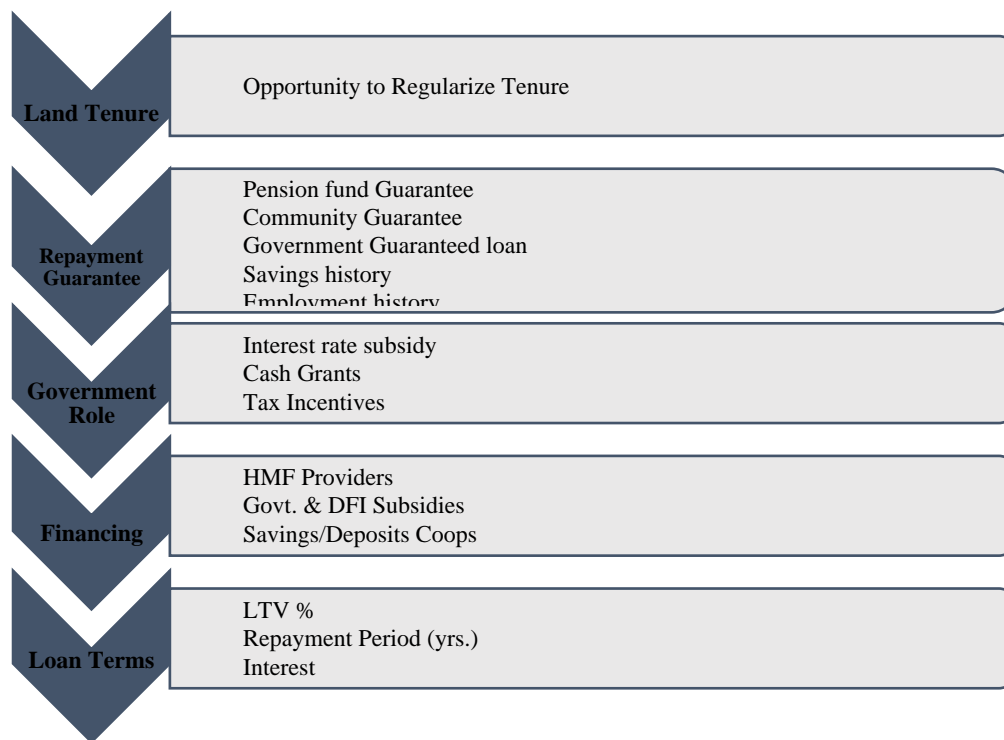 Land Tenure
Opportunity to Regularize Tenure
Repayment
Guarantee
Pension fund Guarantee
Community Guarantee
Government Guaranteed loan
Savings history
Employment history
Government
Role
Interest rate subsidy
Cash Grants
Tax Incentives
Financing
HMF Providers
Govt. & DFI Subsidies
Savings/Deposits Coops
Loan Terms
LTV %
Repayment Period (yrs.)
Interest